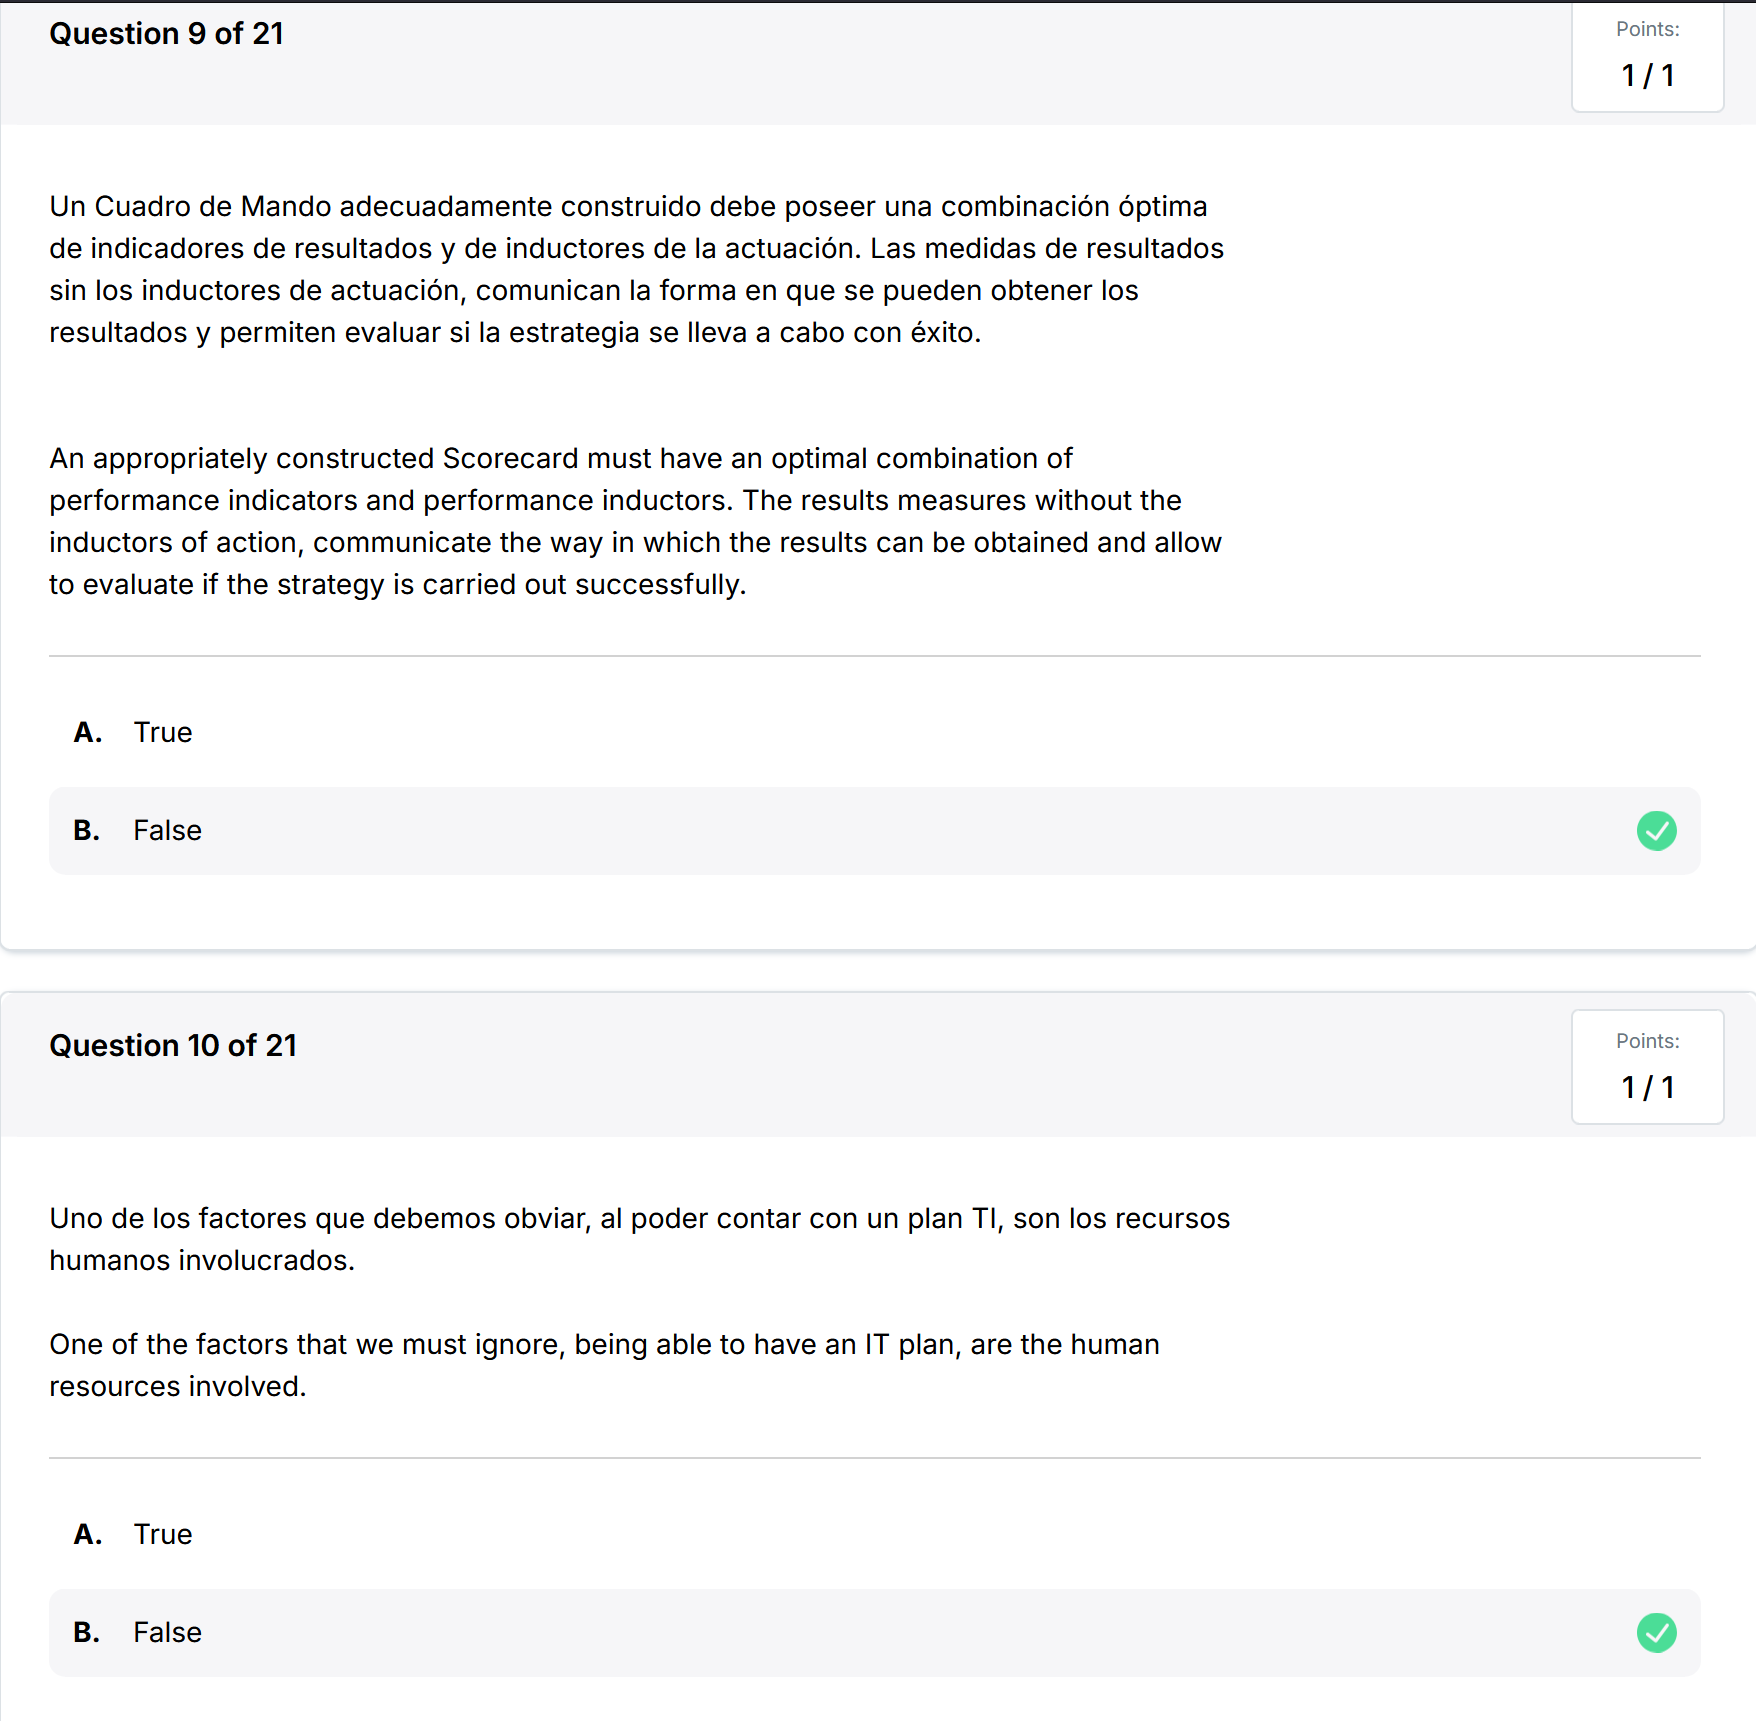 Question 9 of 21
Points:
1 / 1
Un Cuadro de Mando adecuadamente construido debe poseer una combinación óptima
de indicadores de resultados y de inductores de la actuación. Las medidas de resultados
sin los inductores de actuación, comunican la forma en que se pueden obtener los
resultados y permiten evaluar si la estrategia se lleva a cabo con éxito.
An appropriately constructed Scorecard must have an optimal combination of
performance indicators and performance inductors. The results measures without the
inductors of action, communicate the way in which the results can be obtained and allow
to evaluate if the strategy is carried out successfully.
A. True
B. False
Question 10 of 21
Points:
1 / 1
Uno de los factores que debemos obviar, al poder contar con un plan TI, son los recursos
humanos involucrados.
One of the factors that we must ignore, being able to have an IT plan, are the human
resources involved.
A. True
B. False